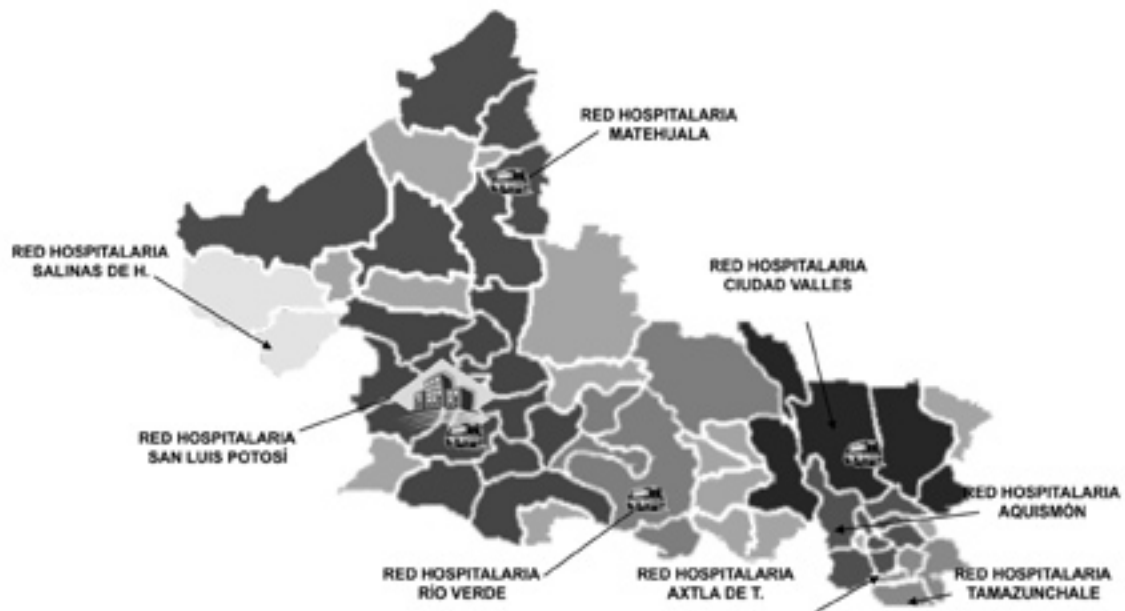 RED HOSPITALARIA
MATEHUALA
RED HOSPITALARIA
SALINAS DE H.
RED HOSPITALARIA
CIUDAD VALLES
RED HOSPITALARIA
SAN LUIS POTOSÍ
RED HOSPITALARIA
AQUISMÓN
RED HOSPITALARIA
RÍO VERDE
RED HOSPITALARIA
AXTLA DE T.
RED HOSPITALARIA
TAMAZUNCHALE